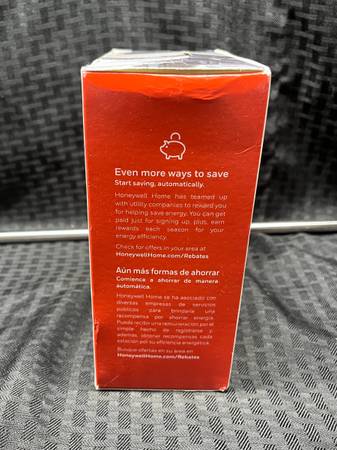 Even more ways to save
Start saving, automatically.
Honeywell Home has teamed up
with utility companies to reward you
for helping save energy. You can get
paid just for signing up, plus, earn
rewards each season for your
energy efficiency.
Check for offers in your area at
HoneywellHome.com/Rebates
Aún más formas de ahorrar
Comience a ahorrar de manera
automática.
Honeywell Home se ha asociado con
diversas empresas de servicios
públicos para brindarle una
recompensa por ahorrar energía.
Puede recibir una remuneración por el
simple hecho de registrarse y,
además, obtener recompensas cada
estación por su eficiencia energética.
Busque ofertas en su área en
HoneywellHome.com/Rebates